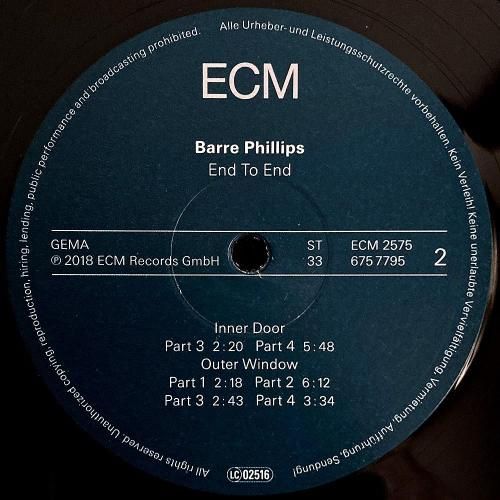 ECM
Barre Phillips
End To End
GEMA ST ECM 2575
℗ 2018 ECM Records GmbH 33 675 7795 2
Inner Door
Part 3 2:20 Part 4 5:48
Outer Window
Part 1 2:18 Part 2 6:12
Part 3 2:43 Part 4 3:34
LC 02516
Alle Urheber- und Leistungsschutzrechte vorbehalten. Kein Verleih! Keine unerlaubte Vervielfältigung, Vermietung, Aufführung, Sendung!
All rights reserved. Unauthorized copying, reproduction, hiring, lending, public performance and broadcasting prohibited.